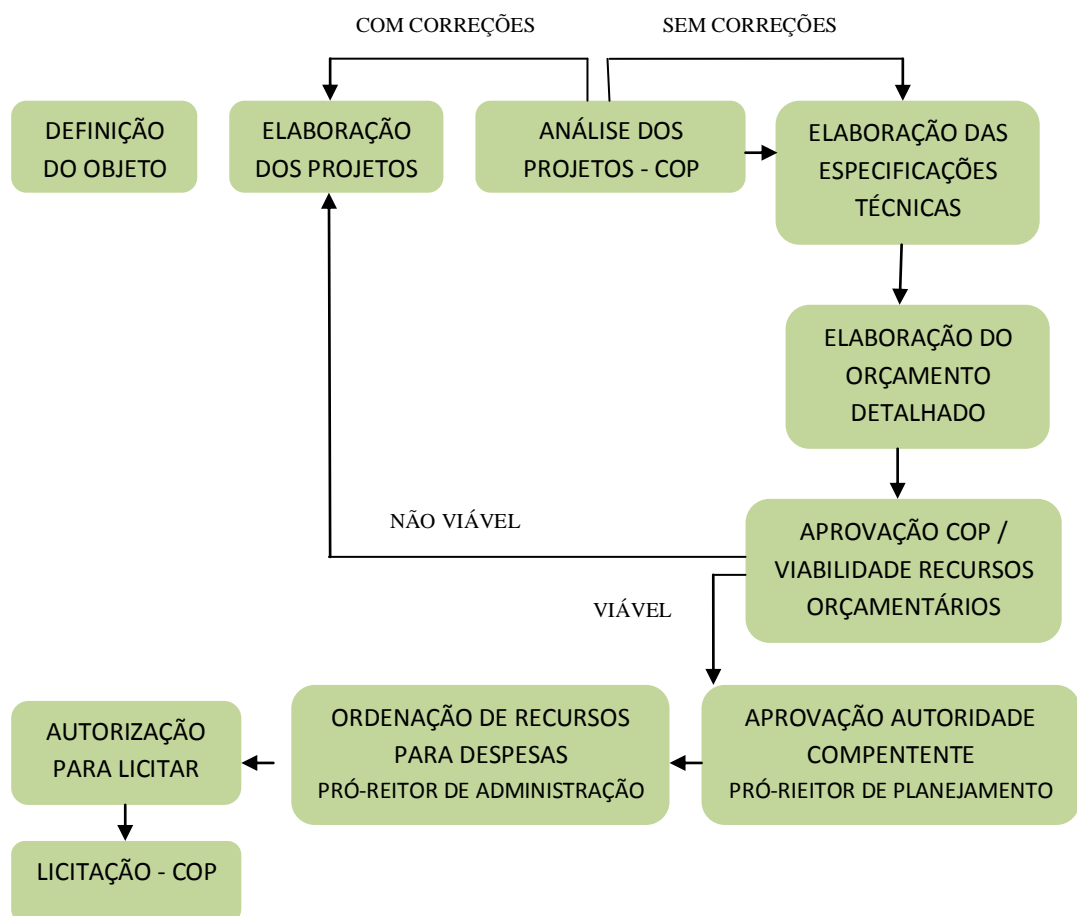 COM CORREÇÕES
SEM CORREÇÕES
DEFINIÇÃO
DO OBJETO
ELABORAÇÃO
DOS PROJETOS
ANÁLISE DOS
PROJETOS - COP
ELABORAÇÃO DAS
ESPECIFICAÇÕES
TÉCNICAS
ELABORAÇÃO DO
ORÇAMENTO
DETALHADO
NÃO VIÁVEL
APROVAÇÃO COP /
VIABILIDADE RECURSOS
ORÇAMENTÁRIOS
VIÁVEL
APROVAÇÃO AUTORIDADE
COMPENTENTE
PRÓ-RIEITOR DE PLANEJAMENTO
ORDENAÇÃO DE RECURSOS
PARA DESPESAS
PRÓ-REITOR DE ADMINISTRAÇÃO
AUTORIZAÇÃO
PARA LICITAR
LICITAÇÃO - COP